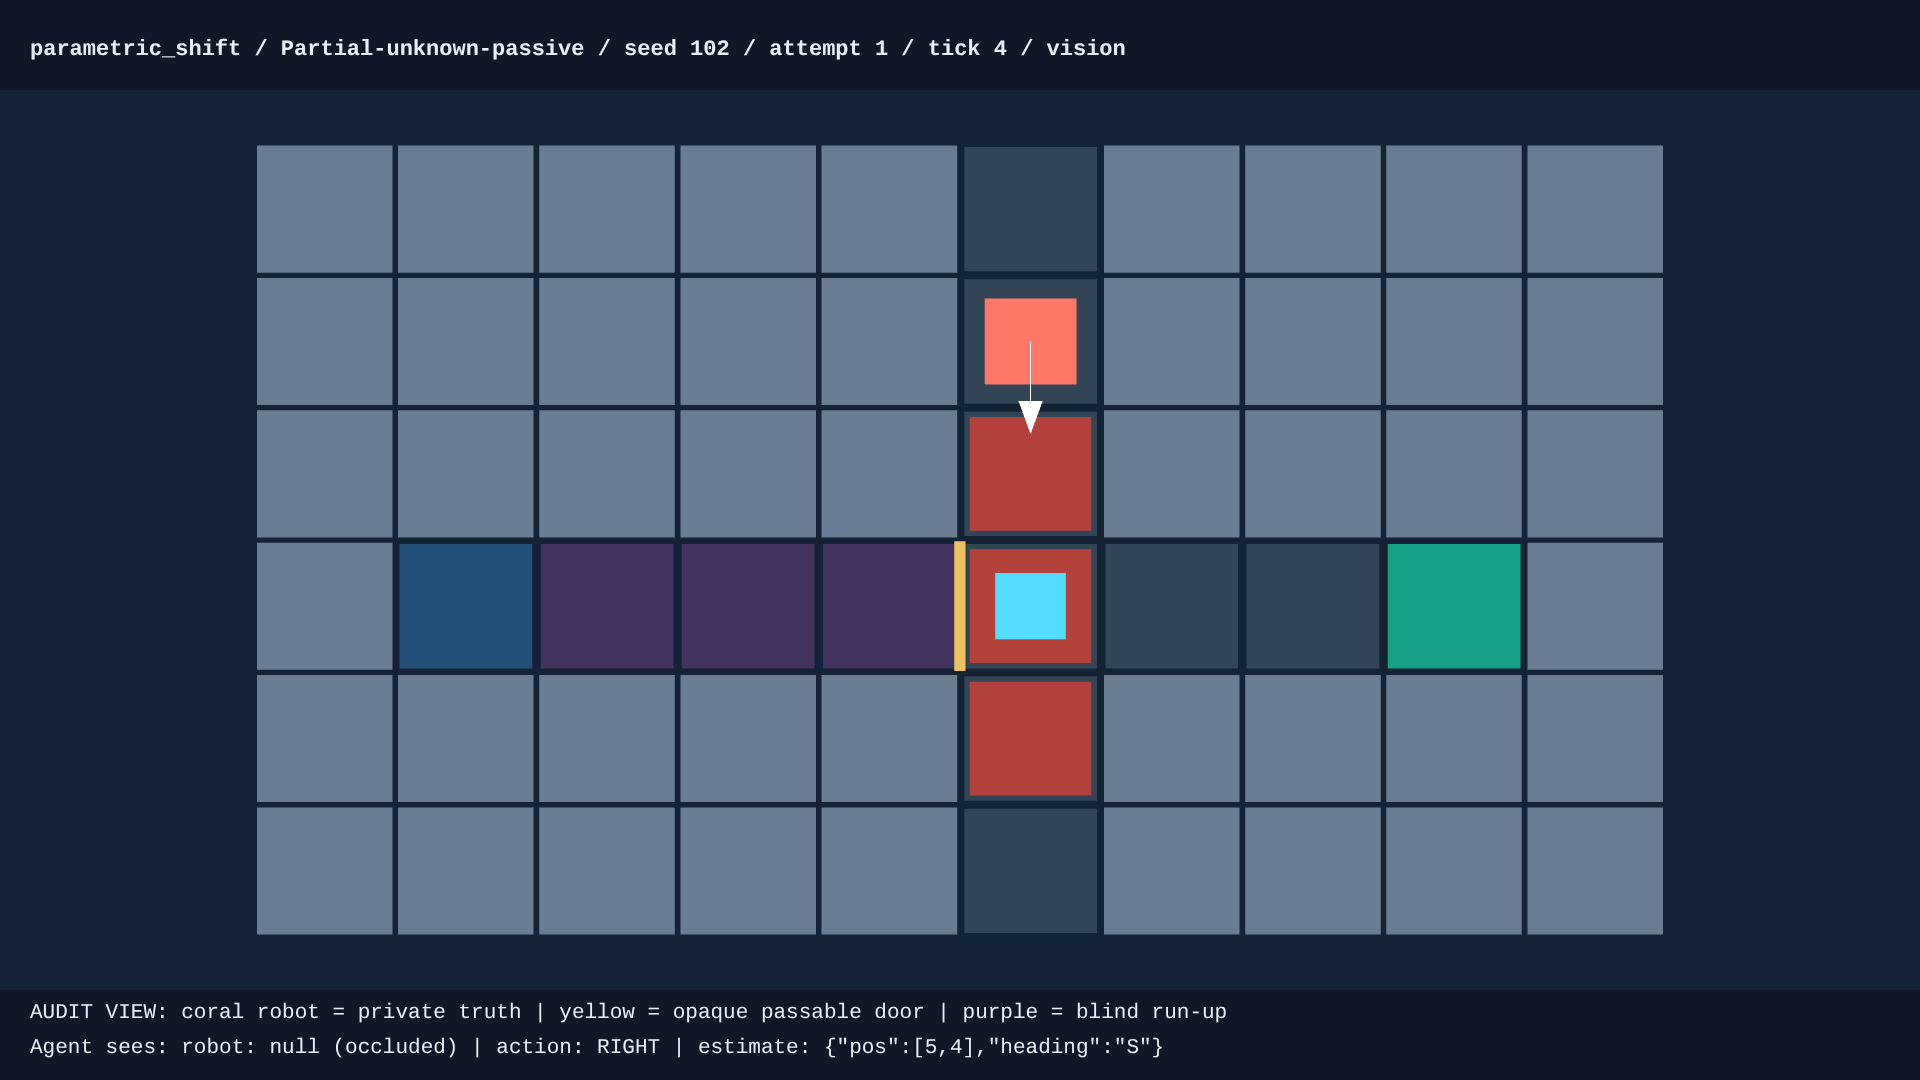 parametric_shift / Partial-unknown-passive / seed 102 / attempt 1 / tick 4 / vision
AUDIT VIEW: coral robot = private truth | yellow = opaque passable door | purple = blind run-up
Agent sees: robot: null (occluded) | action: RIGHT | estimate: {"pos":[5,4],"heading":"S"}